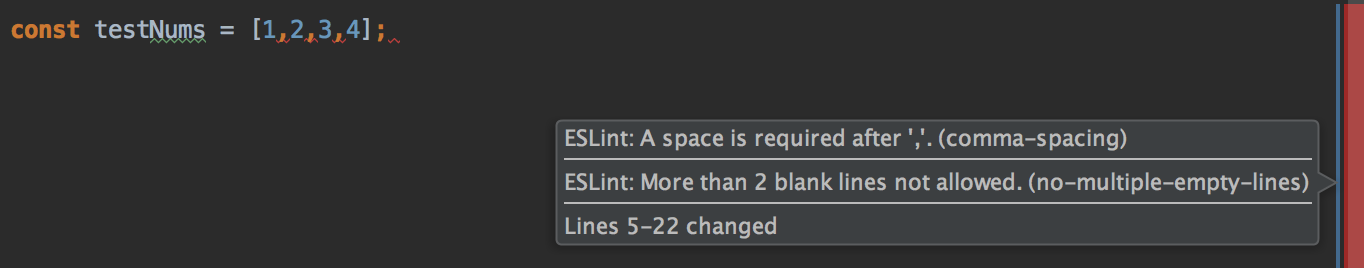 const testNums = [1,2,3,4];
ESLint: A space is required after ','. (comma-spacing)
ESLint: More than 2 blank lines not allowed. (no-multiple-empty-lines)
Lines 5–22 changed